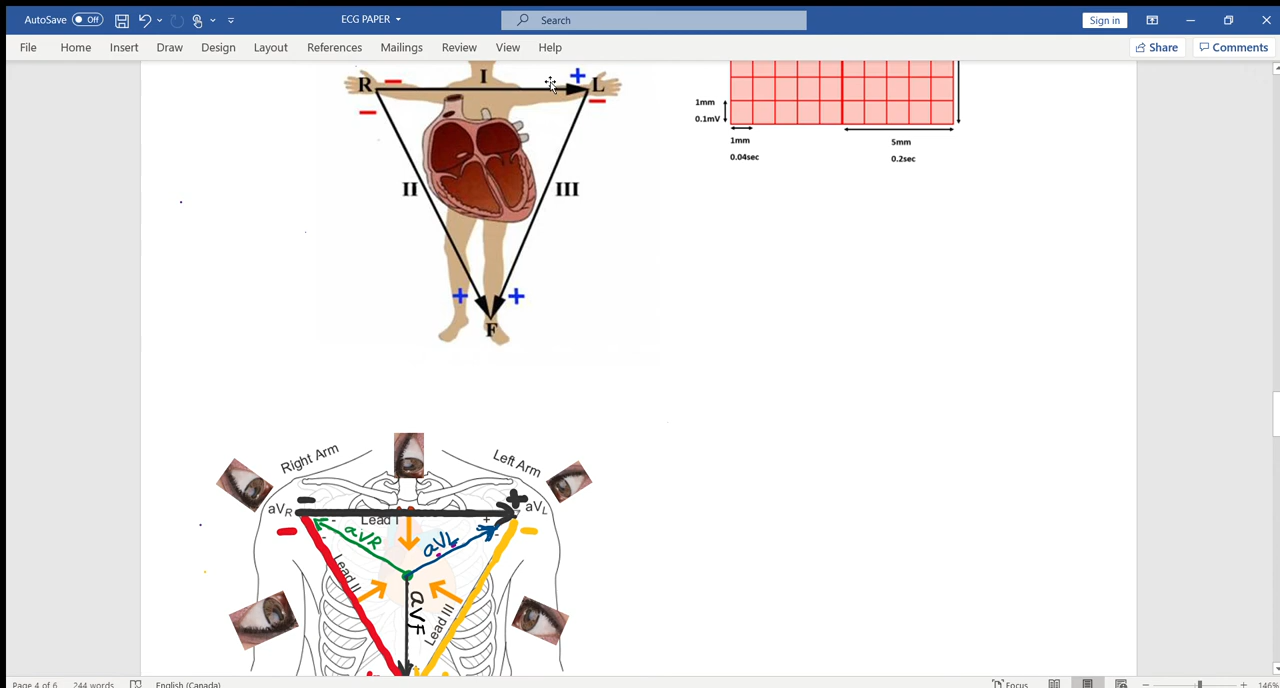 AutoSave Off ECG PAPER Search Sign in
File Home Insert Draw Design Layout References Mailings Review View Help Share Comments
R − I + L
− −
II III
+ +
F
1mm
0.1mV
1mm
0.04sec
5mm
0.2sec
Right Arm Left Arm
aVR − + aVL
- Lead I +
− aVR aVL −
- -
Lead II aVF Lead III
Page 4 of 6 244 words English (Canada) Focus − + 146%